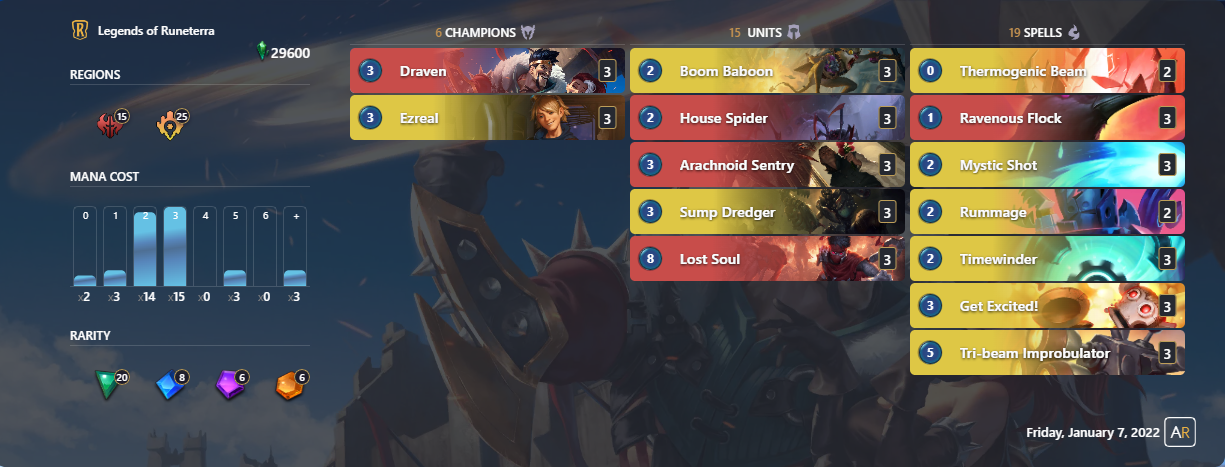 Legends of Runeterra
29600
REGIONS
15 25
MANA COST
0 1 2 3 4 5 6 +
x2 x3 x14 x15 x0 x3 x0 x3
RARITY
20 8 6 6
6 CHAMPIONS
3 Draven 3
3 Ezreal 3
15 UNITS
2 Boom Baboon 3
2 House Spider 3
3 Arachnoid Sentry 3
3 Sump Dredger 3
8 Lost Soul 3
19 SPELLS
0 Thermogenic Beam 2
1 Ravenous Flock 3
2 Mystic Shot 3
2 Rummage 2
2 Timewinder 3
3 Get Excited! 3
5 Tri-beam Improbulator 3
Friday, January 7, 2022 AR